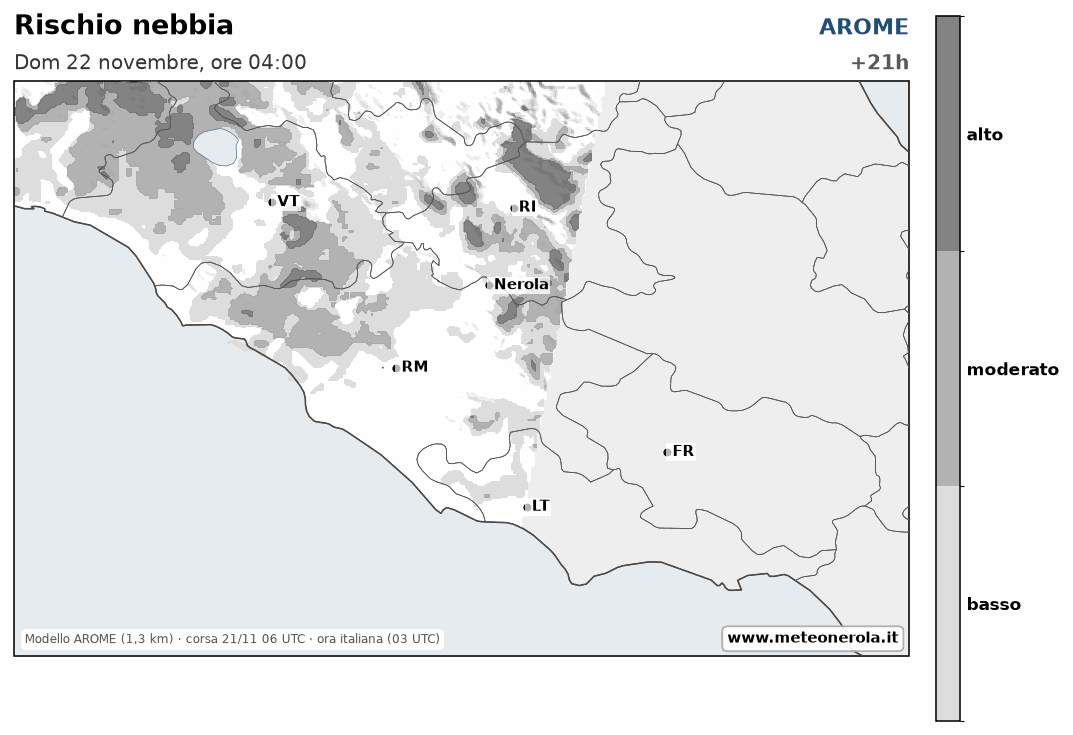 Rischio nebbia
AROME
Dom 22 novembre, ore 04:00
+21h
alto
VT
RI
Nerola
moderato
RM
FR
LT
basso
Modello AROME (1,3 km) · corsa 21/11 06 UTC · ora italiana (03 UTC)
www.meteonerola.it